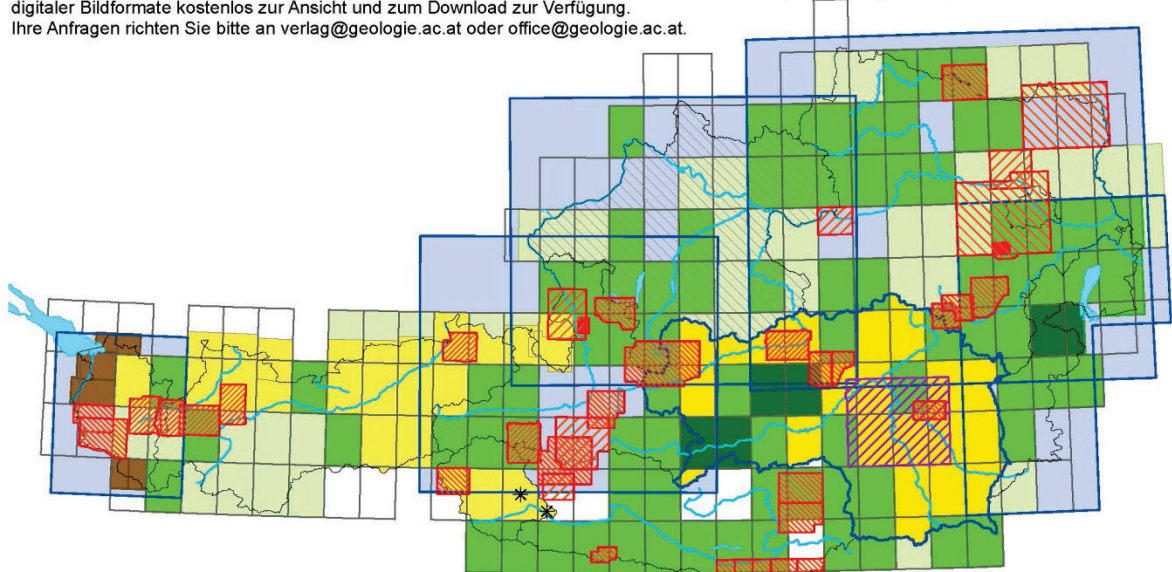 digitaler Bildformate kostenlos zur Ansicht und zum Download zur Verfügung.
Ihre Anfragen richten Sie bitte an verlag@geologie.ac.at oder office@geologie.ac.at.